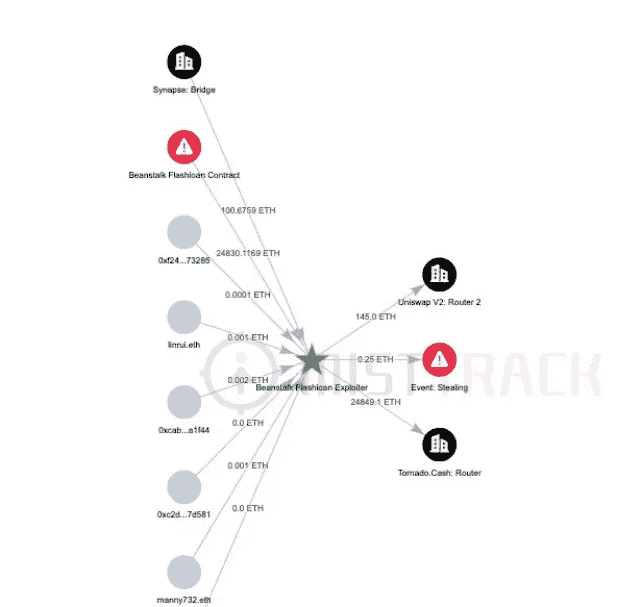 Synapse: Bridge
Beanstalk Flashloan Contract
100.6759 ETH
0xf24...73285
24830.1169 ETH
Uniswap V2: Router 2
0.0001 ETH
145.0 ETH
linrui.eth
0.001 ETH
MISTTRACK
0.25 ETH
Beanstalk Flashloan Exploiter
Event: Stealing
0.002 ETH
24849.1 ETH
0xcab...a1f44
0.0 ETH
0.001 ETH
Tornado.Cash: Router
0xc2d...7d581
0.0 ETH
manny732.eth